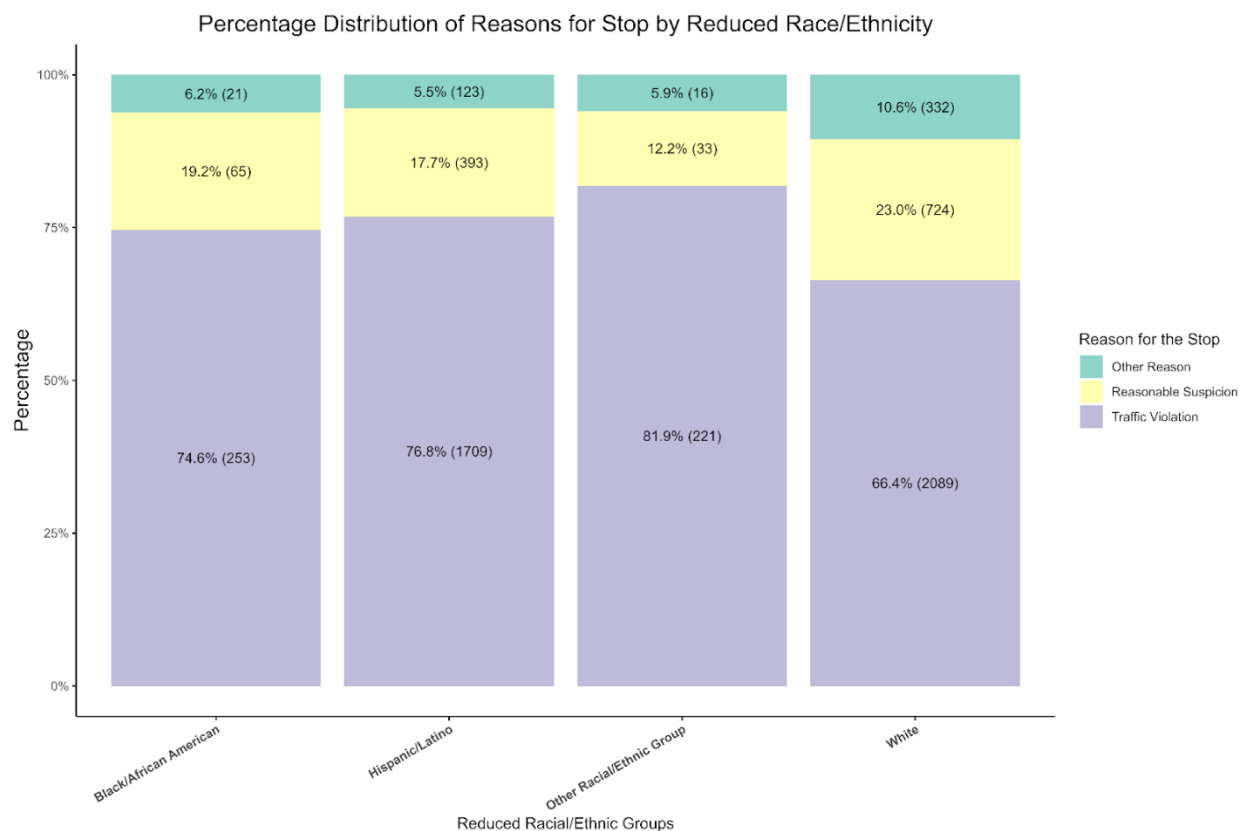 Percentage Distribution of Reasons for Stop by Reduced Race/Ethnicity
Percentage
100%
75%
50%
25%
0%
6.2% (21)
19.2% (65)
74.6% (253)
5.5% (123)
17.7% (393)
76.8% (1709)
5.9% (16)
12.2% (33)
81.9% (221)
10.6% (332)
23.0% (724)
66.4% (2089)
Black/African American
Hispanic/Latino
Other Racial/Ethnic Group
White
Reduced Racial/Ethnic Groups
Reason for the Stop
Other Reason
Reasonable Suspicion
Traffic Violation